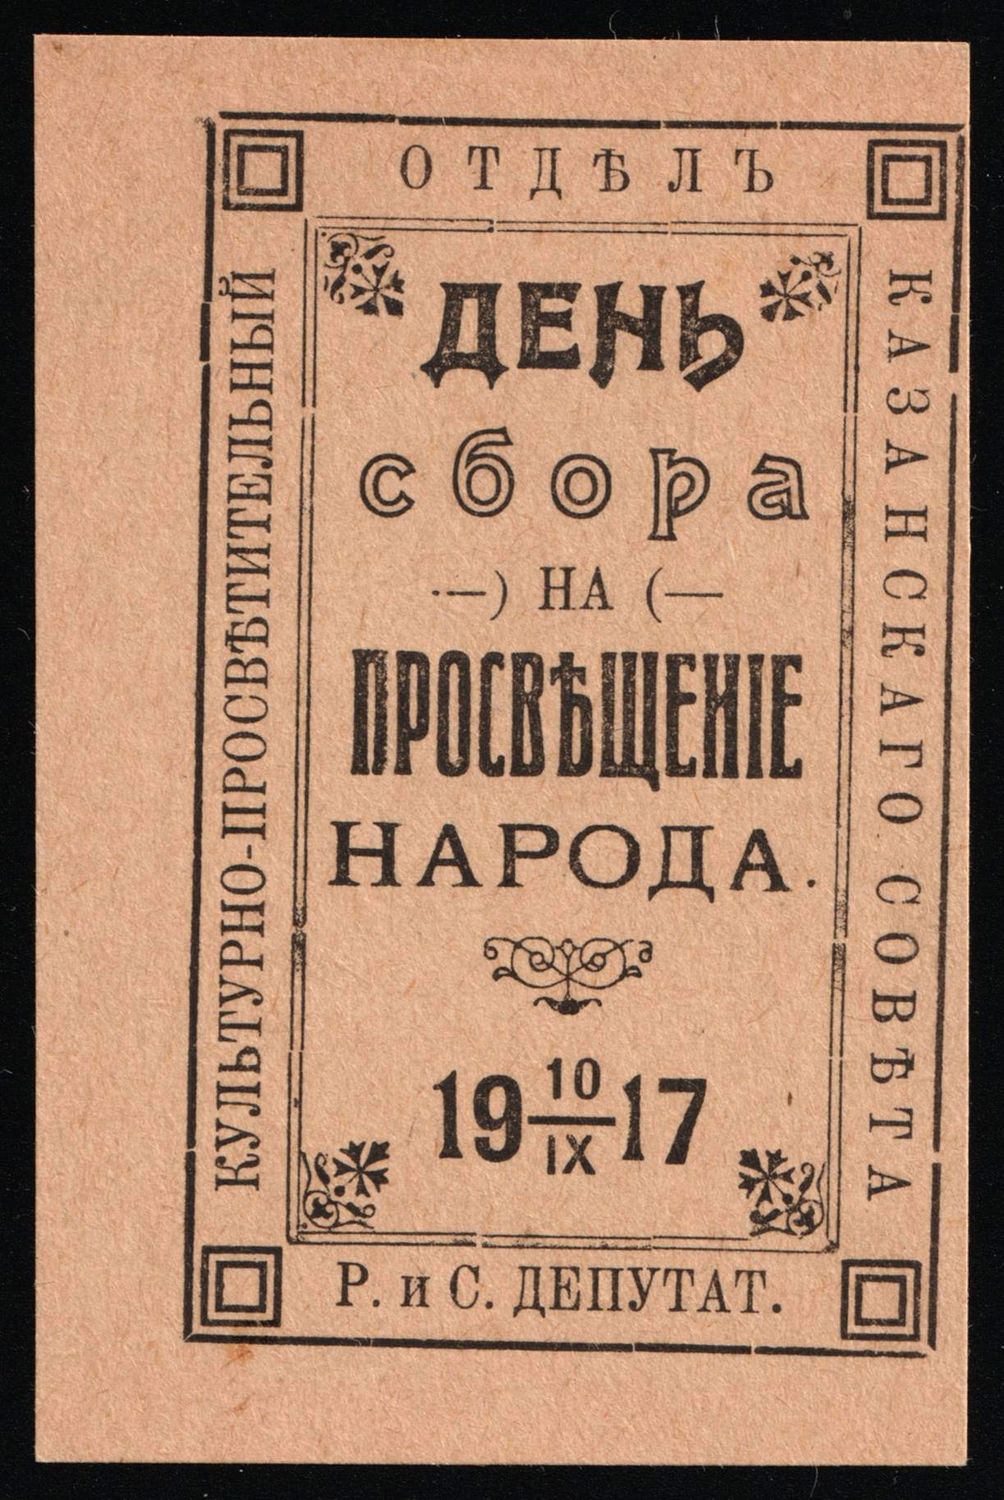 КУЛЬТУРНО-ПРОСВѢТИТЕЛЬНЫЙ
ОТДѢЛЪ
КАЗАНСКАГО СОВѢТА
Р. и С. ДЕПУТАТ.
ДЕНЬ
сбора
—) НА (—
ПРОСВѢЩЕНІЕ
НАРОДА.
19 10/IX 17